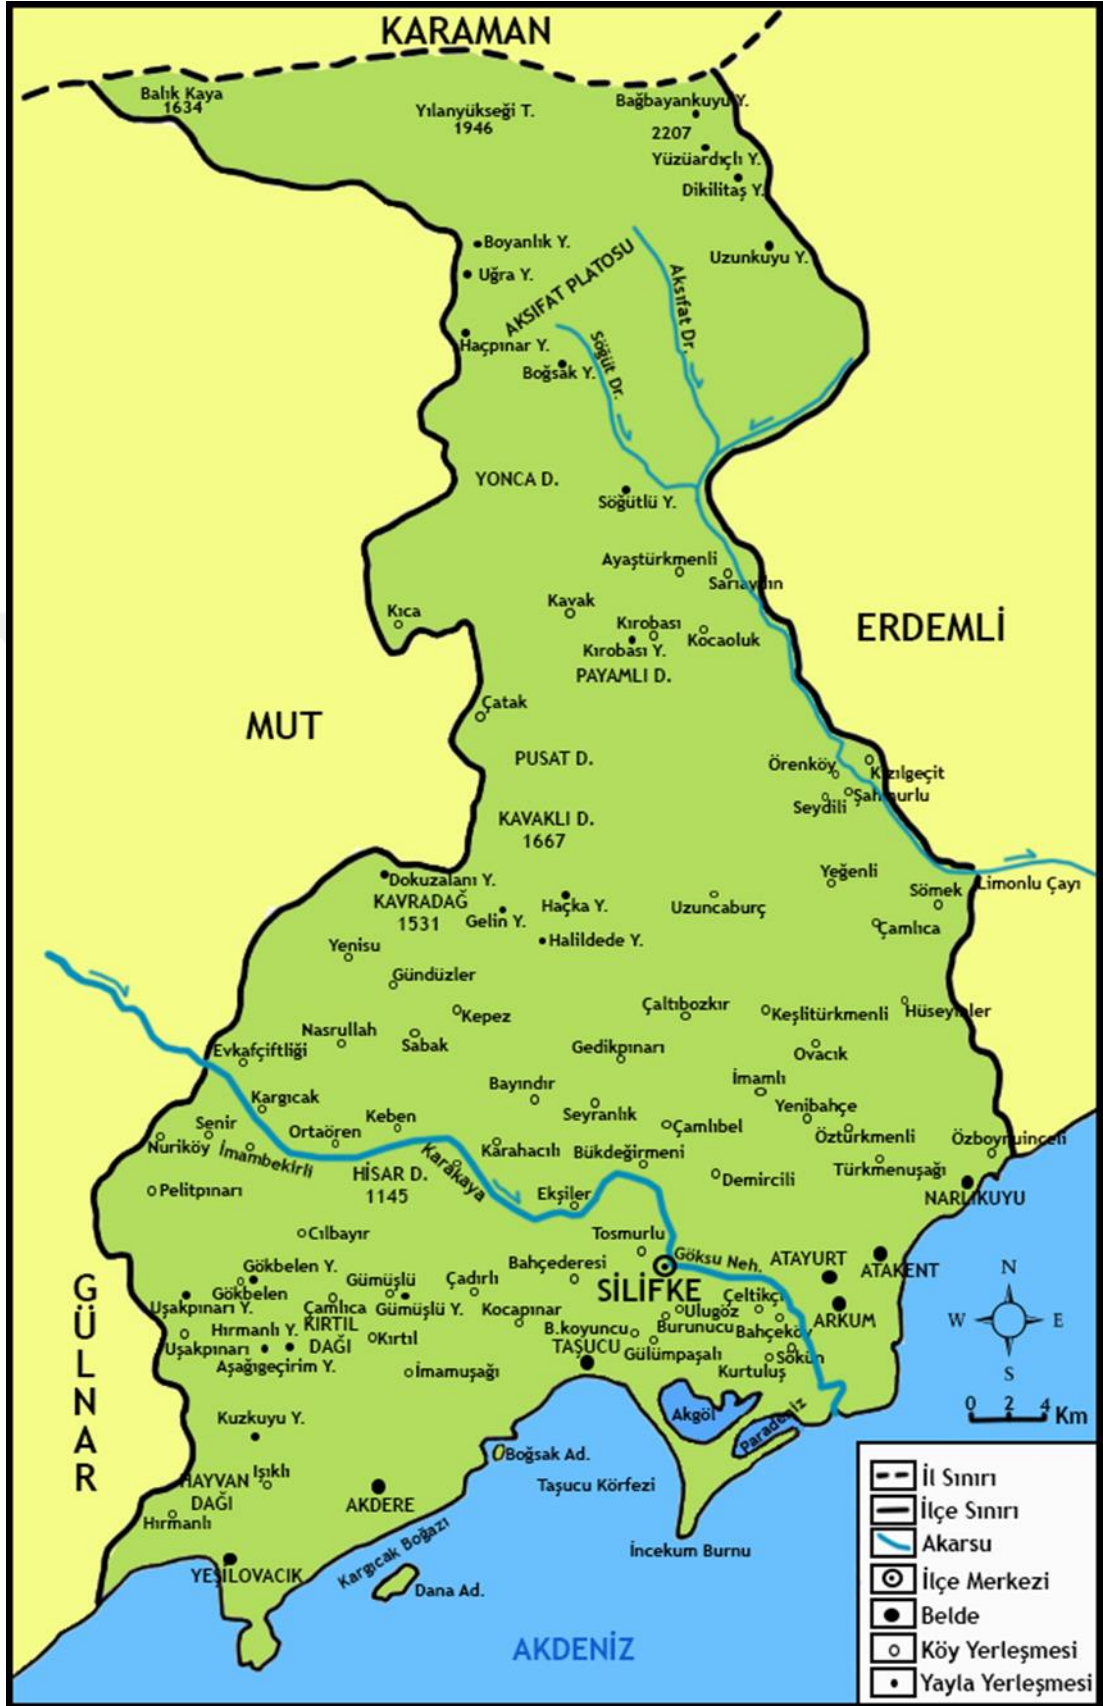 KARAMAN
Balık Kaya
1634
Yılanyükseği T.
1946
Bağbayankuyu Y.
2207
Yüzüardıçlı Y.
Dikilitaş Y.
Boyanlık Y.
Uzunkuyu Y.
Uğra Y.
AKSIFAT PLATOSU
Aksıfat Dr.
Haçpınar Y.
Söğüt Dr.
Boğsak Y.
YONCA D.
Söğütlü Y.
Ayaştürkmenli
Sarıaydın
Kavak
Kıca
Kırobası
Kocaoluk
Kırobası Y.
ERDEMLİ
PAYAMLI D.
Çatak
MUT
PUSAT D.
Örenköy
Kızılgeçit
Seydili
Şahmurlu
KAVAKLI D.
1667
Yeğenli
Dokuzalanı Y.
Limonlu Çayı
Sömek
KAVRADAĞ
1531
Gelin Y.
Haçka Y.
Uzuncaburç
Çamlıca
Halildede Y.
Yenisu
Gündüzler
Çaltıbozkır
Keşlitürkmenli
Hüseyinler
Kepez
Nasrullah
Sabak
Gedikpınarı
Ovacık
Evkafçiftliği
İmamlı
Bayındır
Kargıcak
Seyranlık
Yenibahçe
Keben
Senir
Ortaören
Çamlıbel
Öztürkmenli
Özboynuinceli
Nuriköy
İmambekirli
Karahacılı
Bükdeğirmeni
Karakaya
HİSAR D.
1145
Türkmenuşağı
Demircili
Pelitpınarı
Ekşiler
NARLIKUYU
Cılbayır
Tosmurlu
Göksu Neh.
ATAYURT
ATAKENT
Bahçederesi
Gökbelen Y.
Gökbelen
Gümüşlü
Çadırlı
SİLİFKE
Çeltikçi
Uşakpınarı Y.
Çamlıca
Gümüşlü Y.
Kocapınar
Ulugöz
ARKUM
KIRTIL
DAĞI
Hırmanlı Y.
Kırtıl
B.koyuncu
Burunucu
Bahçeköy
Uşakpınarı
TAŞUCU
Gülümpaşalı
Sökün
Aşağıgeçirim Y.
İmamuşağı
Kurtuluş
GÜLNAR
N
W
E
S
0 2 4 Km
Akgöl
Paradeniz
Kuzkuyu Y.
Boğsak Ad.
Işıklı
HAYVAN
DAĞI
Taşucu Körfezi
AKDERE
Hırmanlı
Kargıcak Boğazı
İncekum Burnu
YEŞİLOVACIK
Dana Ad.
AKDENİZ
İl Sınırı
İlçe Sınırı
Akarsu
İlçe Merkezi
Belde
Köy Yerleşmesi
Yayla Yerleşmesi